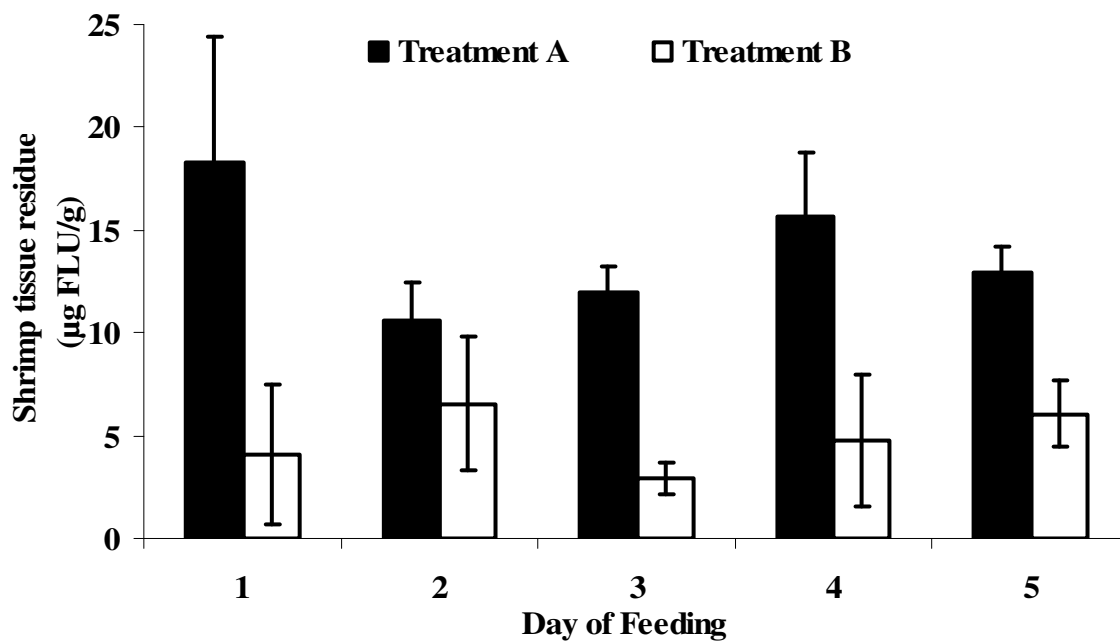 25
Treatment A Treatment B
20
15
10
5
0
Shrimp tissue residue
(µg FLU/g)
1 2 3 4 5
Day of Feeding